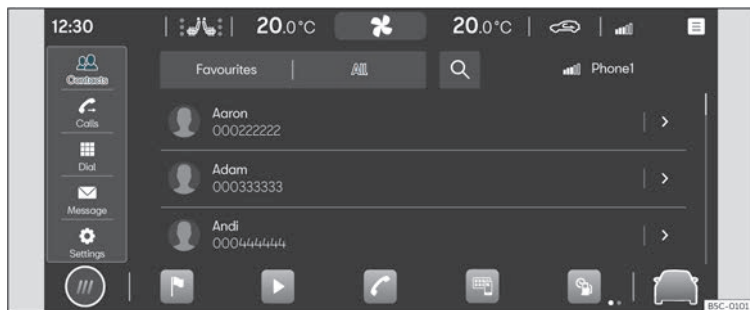 12:30
20.0°C
20.0°C
Contacts
Calls
Dial
Message
Settings
Favourites
All
Phone1
Aaron
000222222
Adam
000333333
Andi
000444444
B5C-0101